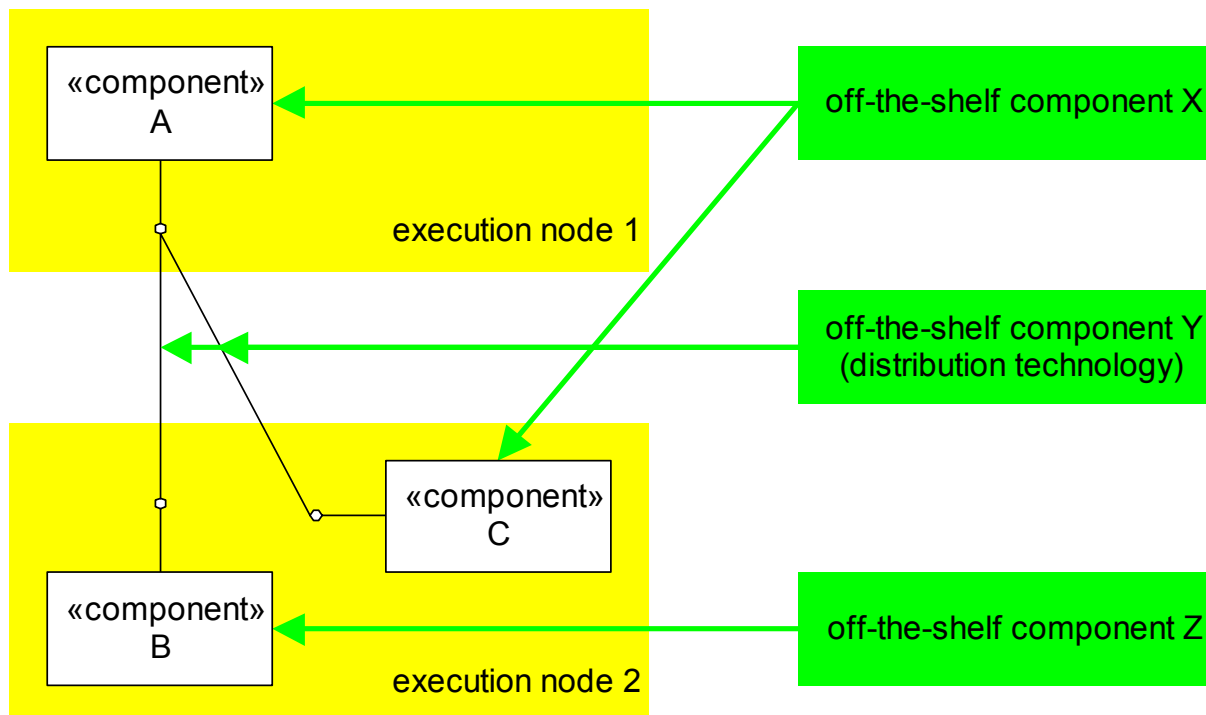 «component»
A
off-the-shelf component X
execution node 1
off-the-shelf component Y
(distribution technology)
«component»
C
«component»
B
off-the-shelf component Z
execution node 2